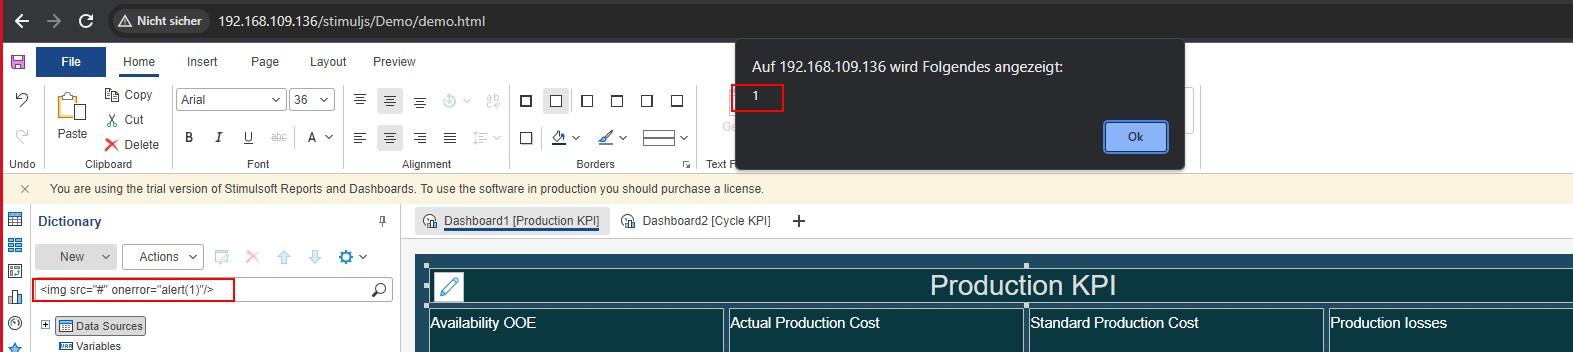 Nicht sicher 192.168.109.136/stimuljs/Demo/demo.html
Auf 192.168.109.136 wird Folgendes angezeigt:
1
Ok
File Home Insert Page Layout Preview
Paste Copy Cut Delete
Arial 36
B I U abc
Undo Clipboard Font Alignment Borders Text F
You are using the trial version of Stimulsoft Reports and Dashboards. To use the software in production you should purchase a license.
Dictionary
Dashboard1 [Production KPI] Dashboard2 [Cycle KPI]
New Actions
<img src="#" onerror="alert(1)"/>
Production KPI
Data Sources
Variables
Availability OOE Actual Production Cost Standard Production Cost Production losses